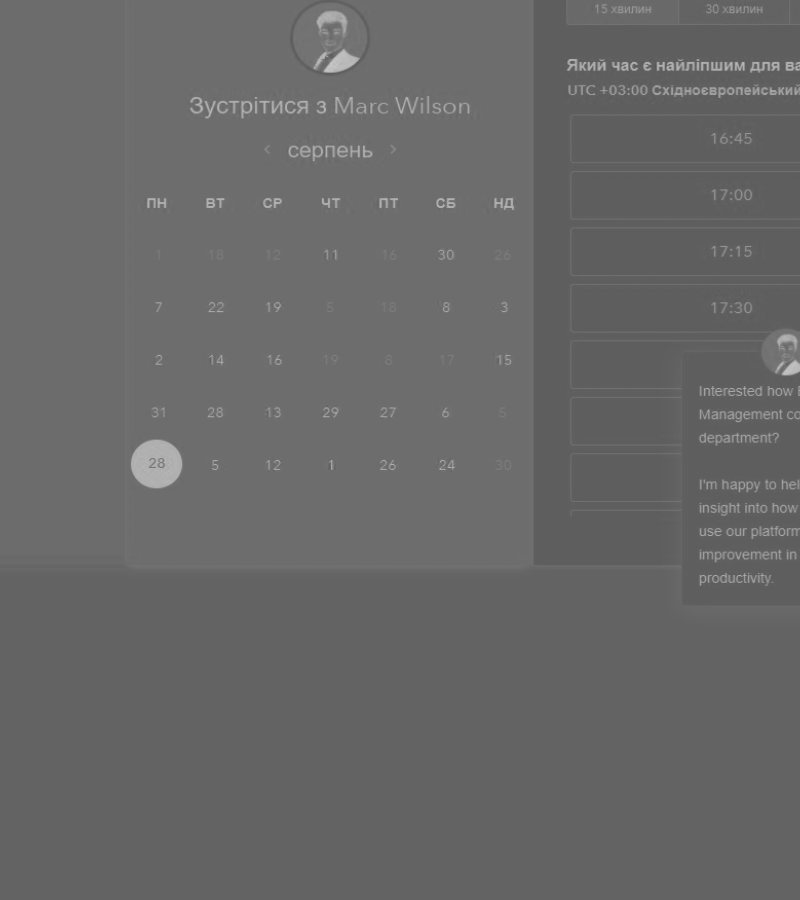 Зустрітися з Marc Wilson
‹ серпень ›
ПН ВТ СР ЧТ ПТ СБ НД
1 18 12 11 16 30 26
7 22 19 5 18 8 3
2 14 16 19 8 17 15
31 28 13 29 27 6 5
28 5 12 1 26 24 30
15 хвилин 30 хвилин
Який час є найліпшим для ва
UTC +03:00 Східноєвропейський
16:45
17:00
17:15
17:30
Interested how
Management co
department?
I'm happy to hel
insight into how
use our platform
improvement in
productivity.